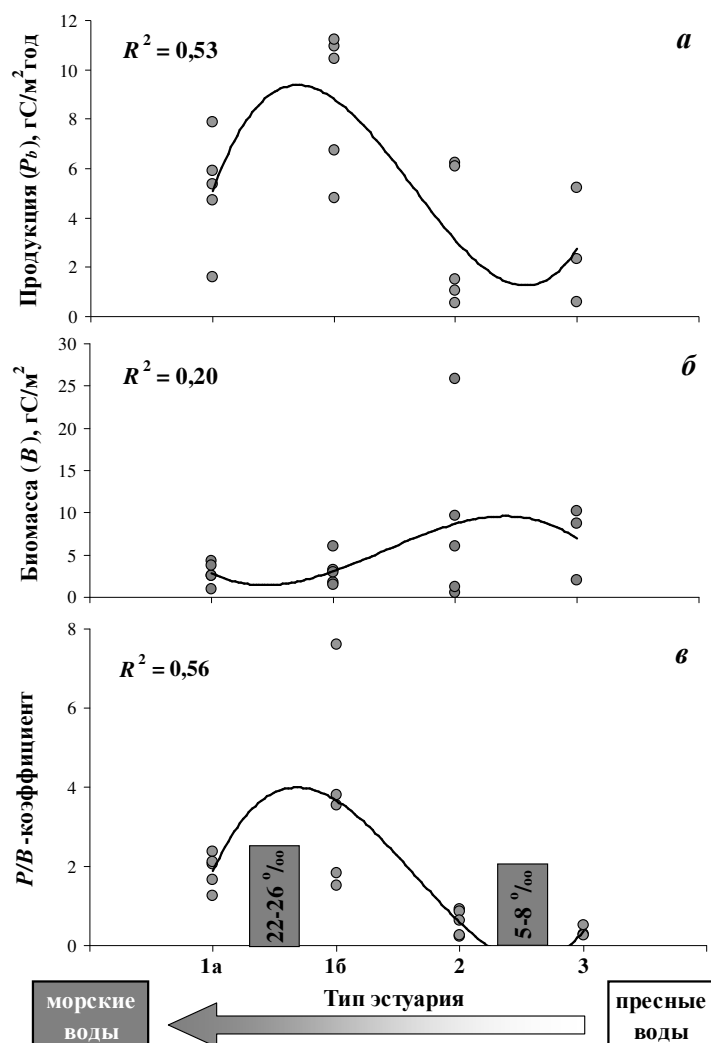 12
10
8
6
4
2
0
Продукция (Pb), гС/м² год
R² = 0,53
а
30
25
20
15
10
5
0
Биомасса (B), гС/м²
R² = 0,20
б
8
6
4
2
0
P/B-коэффициент
R² = 0,56
в
22-26 ‰
5-8 ‰
1а
1б
2
3
Тип эстуария
морские
воды
пресные
воды